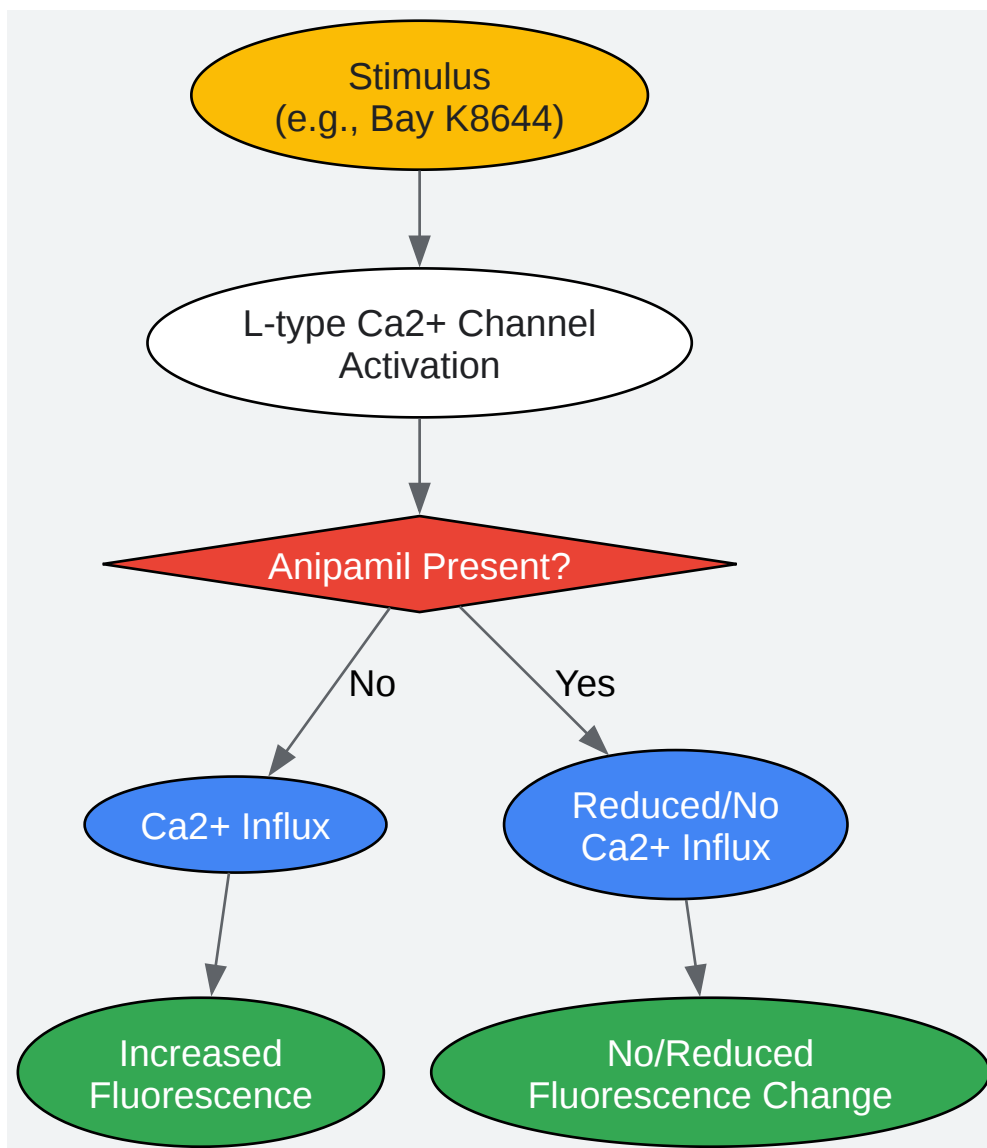 Stimulus
(e.g., Bay K8644)
L-type Ca2+ Channel
Activation
Anipamil Present?
No
Yes
Ca2+ Influx
Reduced/No
Ca2+ Influx
Increased
Fluorescence
No/Reduced
Fluorescence Change